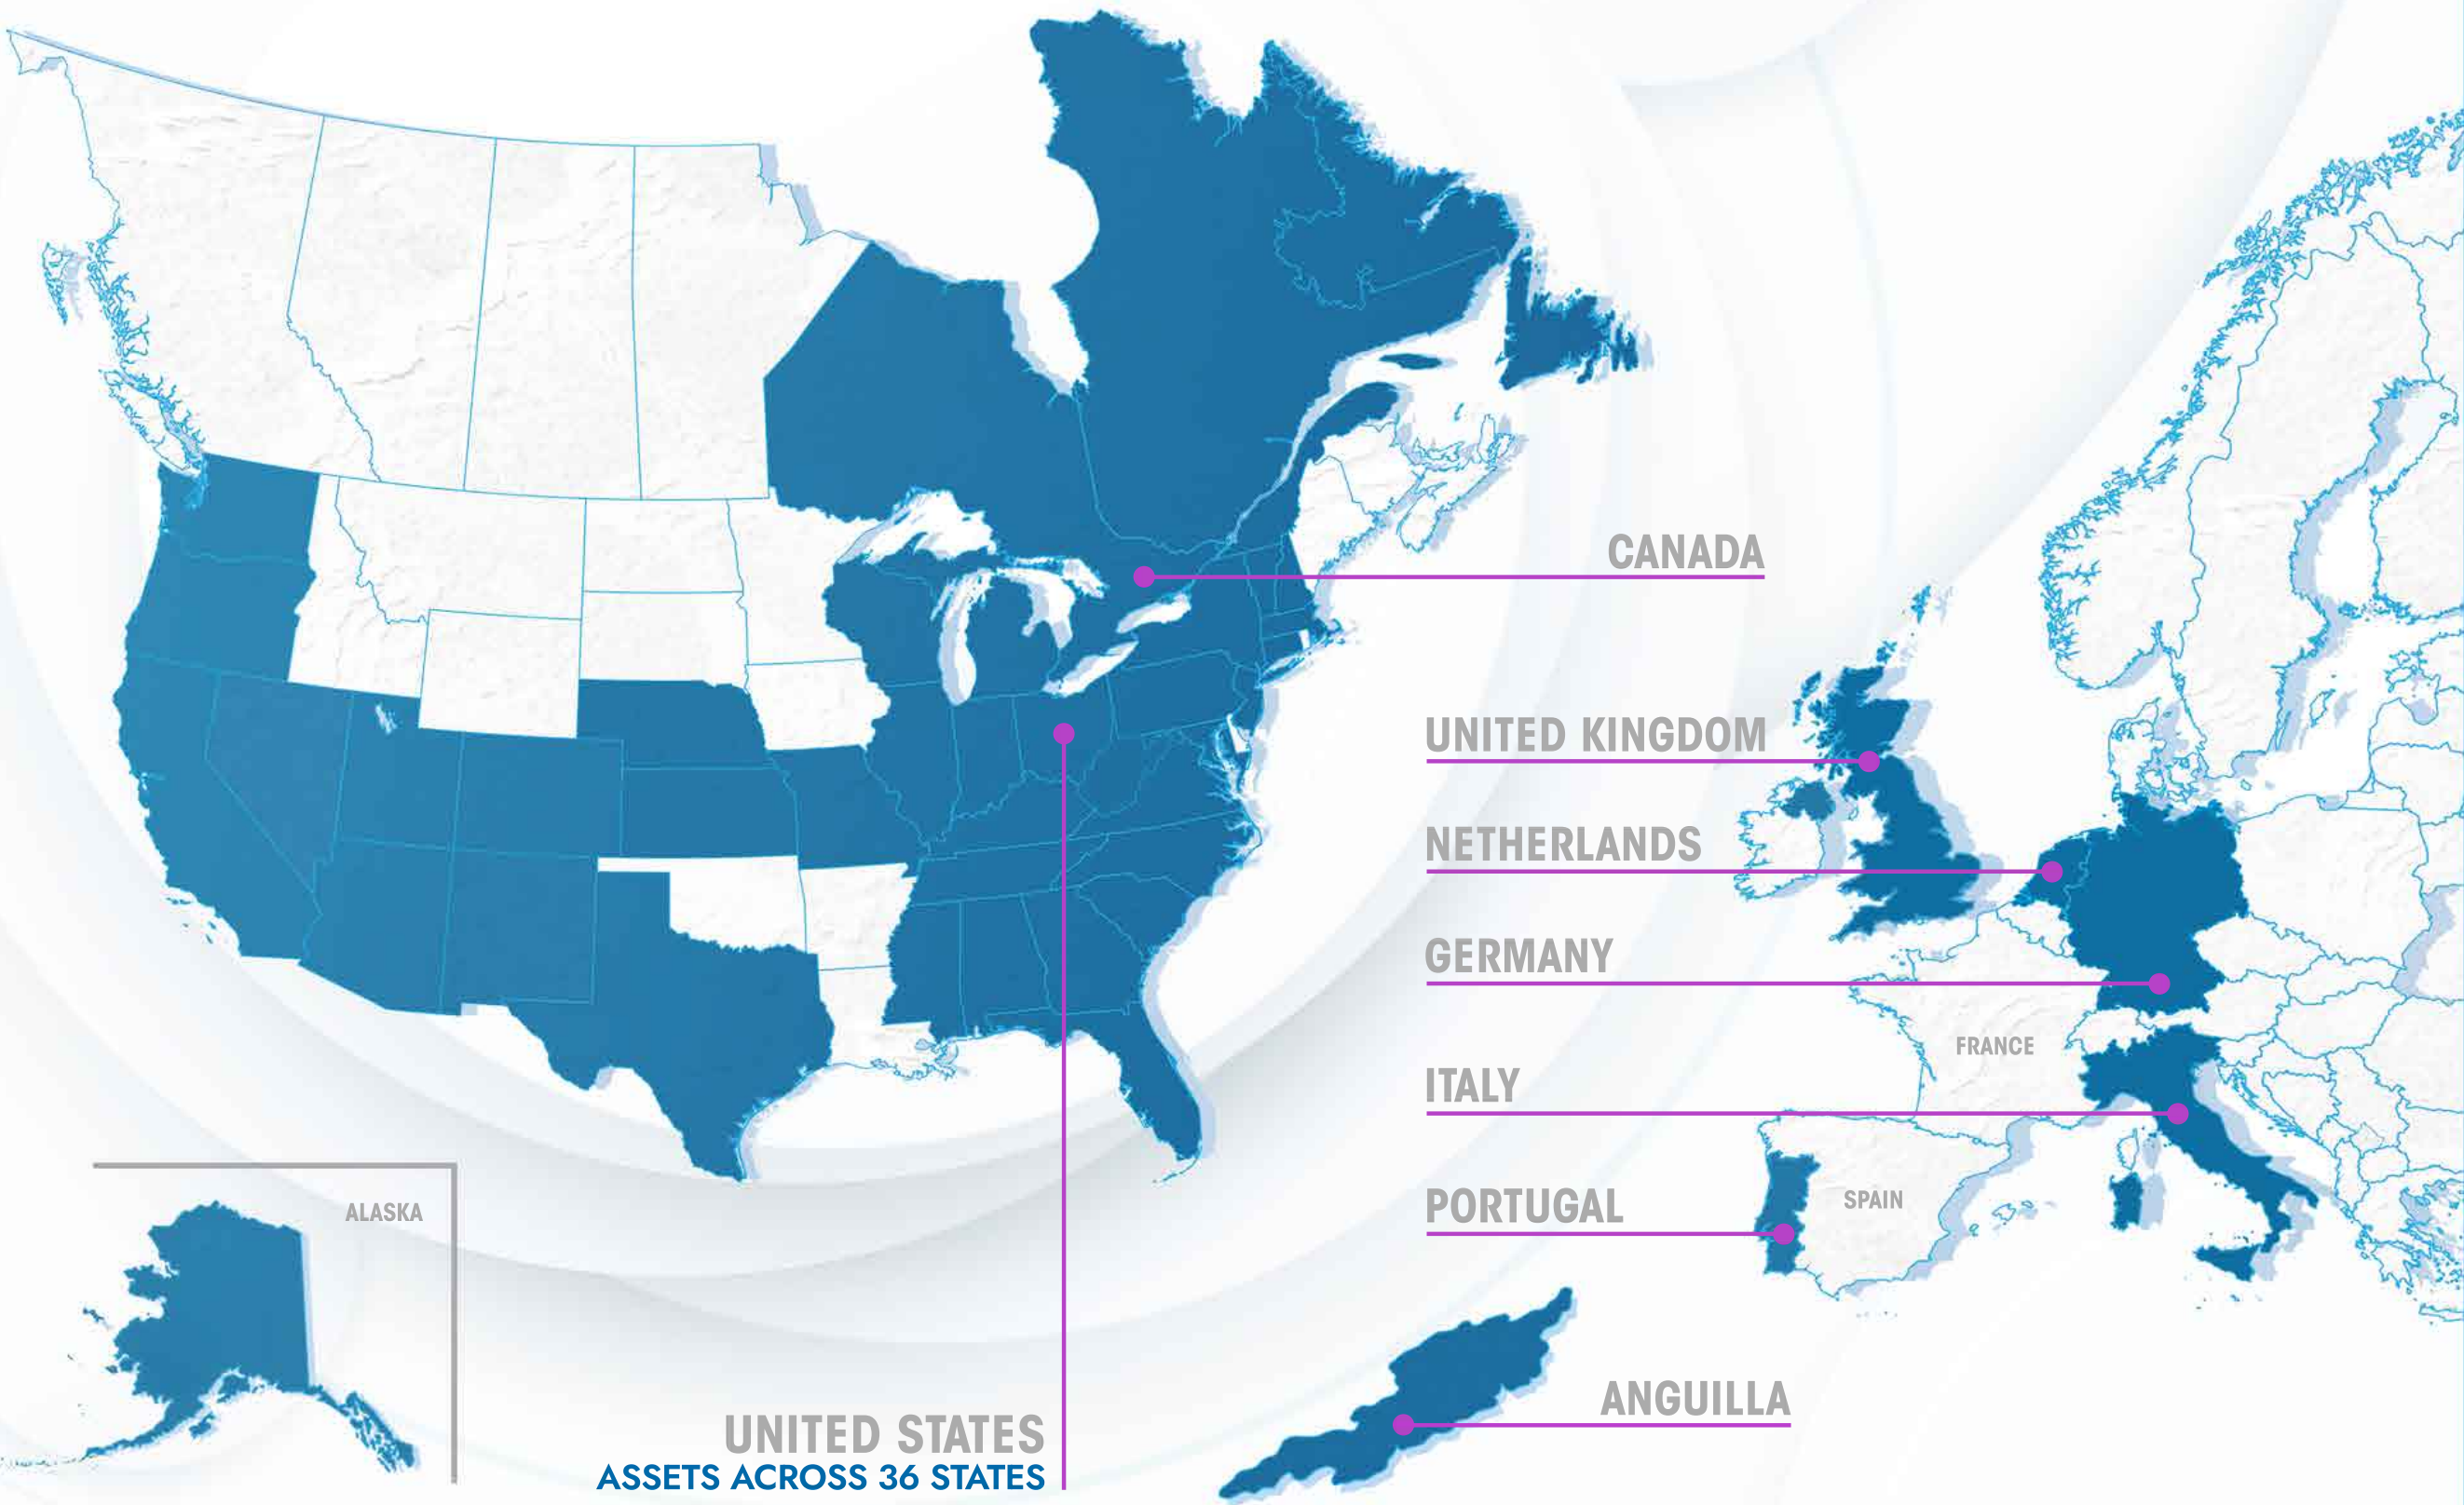 CANADA
UNITED KINGDOM
NETHERLANDS
GERMANY
FRANCE
ITALY
PORTUGAL
SPAIN
ALASKA
ANGUILLA
UNITED STATES
ASSETS ACROSS 36 STATES